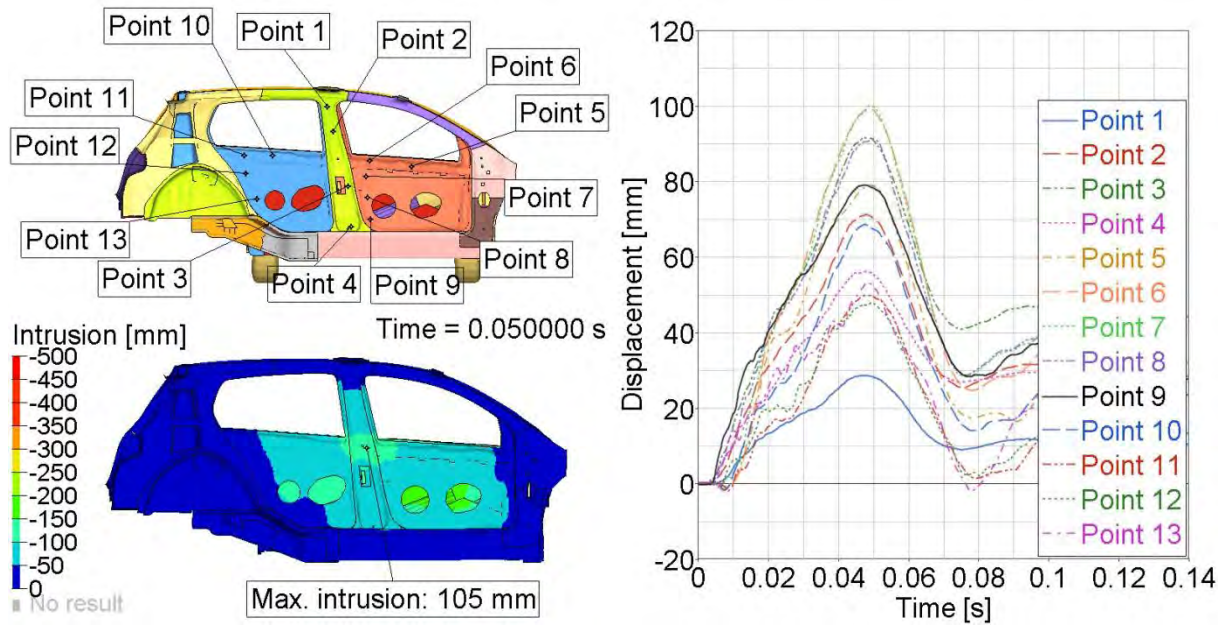 Point 10
Point 1
Point 2
Point 6
Point 5
Point 11
Point 12
Point 7
Point 13
Point 3
Point 4
Point 9
Point 8
Time = 0.050000 s
Intrusion [mm]
-500
-450
-400
-350
-300
-250
-200
-150
-100
-50
0
No result
Max. intrusion: 105 mm
Displacement [mm]
120
100
80
60
40
20
0
-20
0 0.02 0.04 0.06 0.08 0.1 0.12 0.14
Time [s]
Point 1
Point 2
Point 3
Point 4
Point 5
Point 6
Point 7
Point 8
Point 9
Point 10
Point 11
Point 12
Point 13